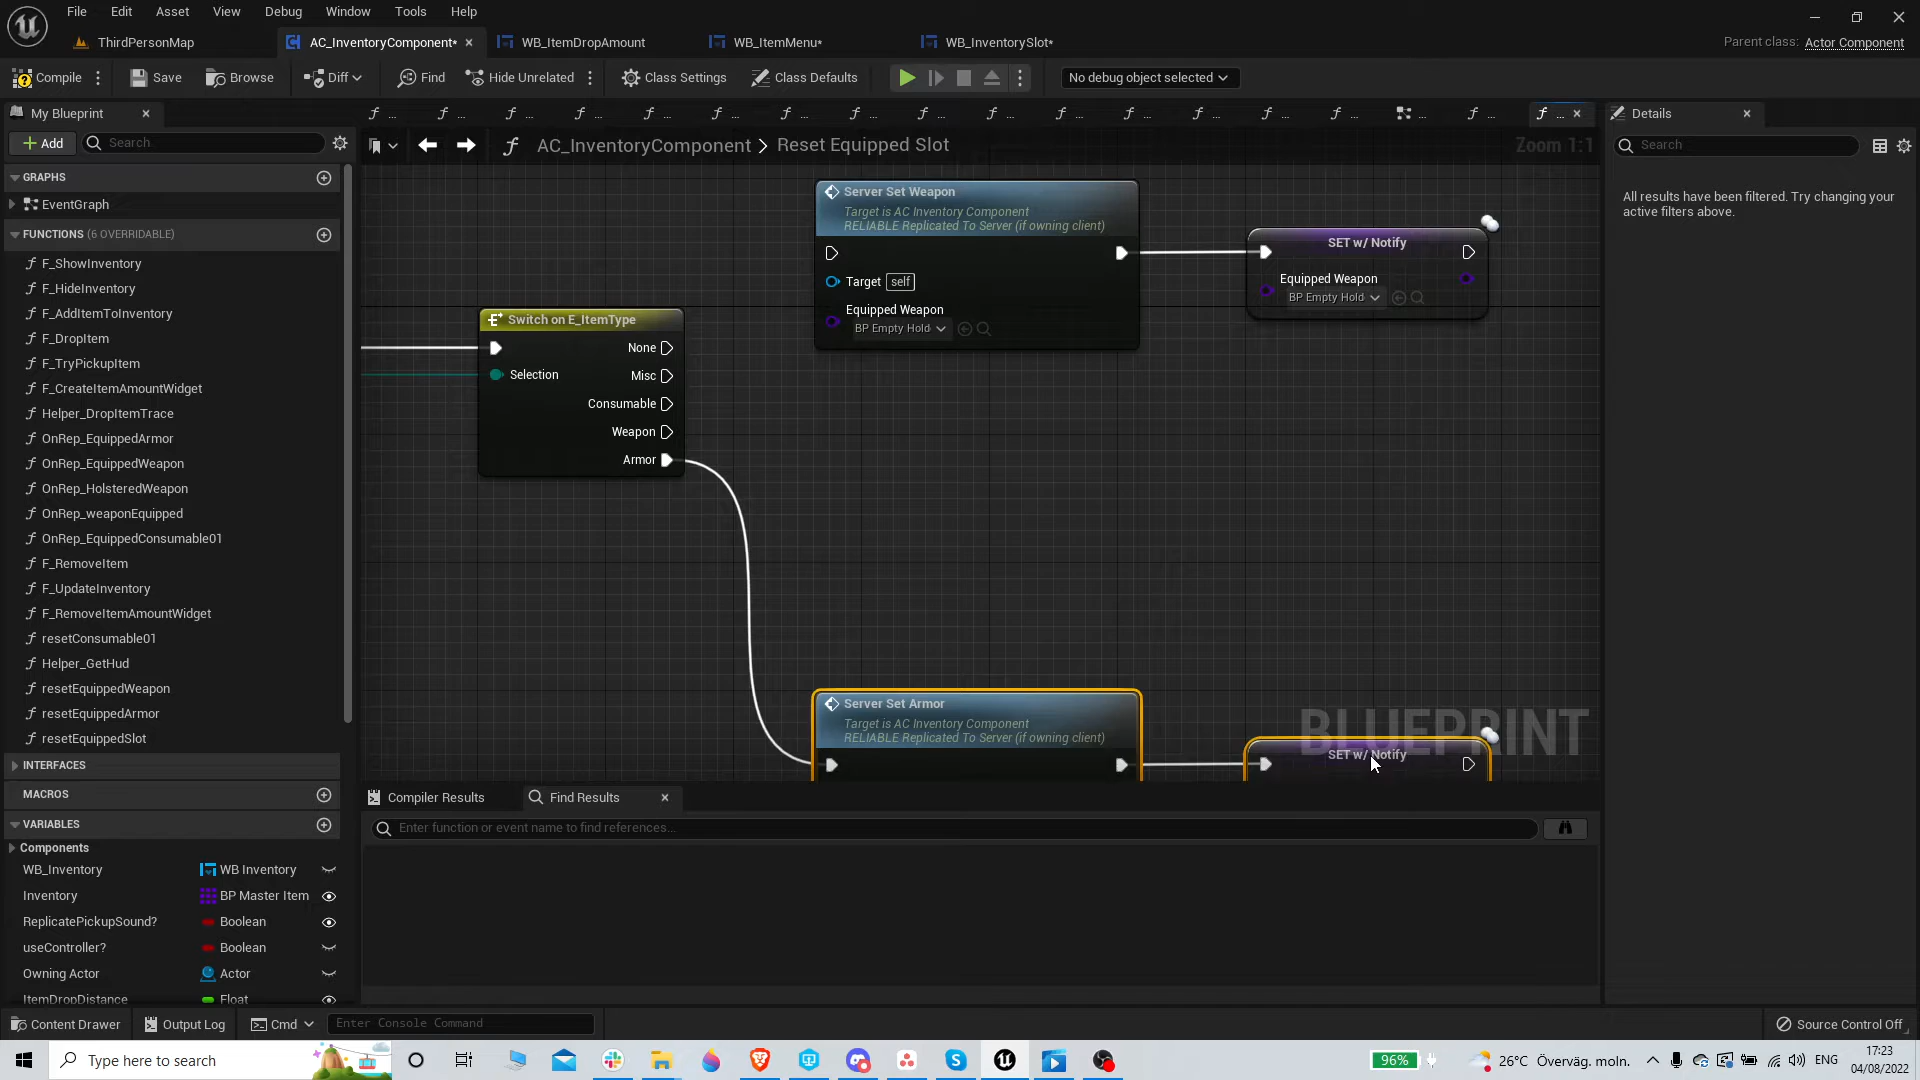 File Edit Asset View Debug Window Tools Help
ThirdPersonMap
AC_InventoryComponent*
WB_ItemDropAmount
WB_ItemMenu*
WB_InventorySlot*
Parent class: Actor Component
Compile
Save
Browse
Diff
Find
Hide Unrelated
Class Settings
Class Defaults
No debug object selected
My Blueprint
Details
Add
Search
AC_InventoryComponent > Reset Equipped Slot
Zoom 1:1
Search
All results have been filtered. Try changing your
active filters above.
GRAPHS
EventGraph
FUNCTIONS (6 OVERRIDABLE)
F_ShowInventory
F_HideInventory
F_AddItemToInventory
F_DropItem
F_TryPickupItem
F_CreateItemAmountWidget
Helper_DropItemTrace
OnRep_EquippedArmor
OnRep_EquippedWeapon
OnRep_HolsteredWeapon
OnRep_weaponEquipped
OnRep_EquippedConsumable01
F_RemoveItem
F_UpdateInventory
F_RemoveItemAmountWidget
resetConsumable01
Helper_GetHud
resetEquippedWeapon
resetEquippedArmor
resetEquippedSlot
INTERFACES
MACROS
VARIABLES
Components
WB_Inventory WB Inventory
Inventory BP Master Item
ReplicatePickupSound? Boolean
useController? Boolean
Owning Actor Actor
ItemDropDistance Float
Switch on E_ItemType
None
Selection
Misc
Consumable
Weapon
Armor
Server Set Weapon
Target is AC Inventory Component
RELIABLE Replicated To Server (if owning client)
Target self
Equipped Weapon
BP Empty Hold
SET w/ Notify
Equipped Weapon
BP Empty Hold
Server Set Armor
Target is AC Inventory Component
RELIABLE Replicated To Server (if owning client)
SET w/ Notify
BLUEPRINT
Compiler Results
Find Results
Enter function or event name to find references...
Content Drawer
Output Log
Cmd
Enter Console Command
Source Control Off
Type here to search
96%
26°C Överväg. moln.
ENG
17:23
04/08/2022